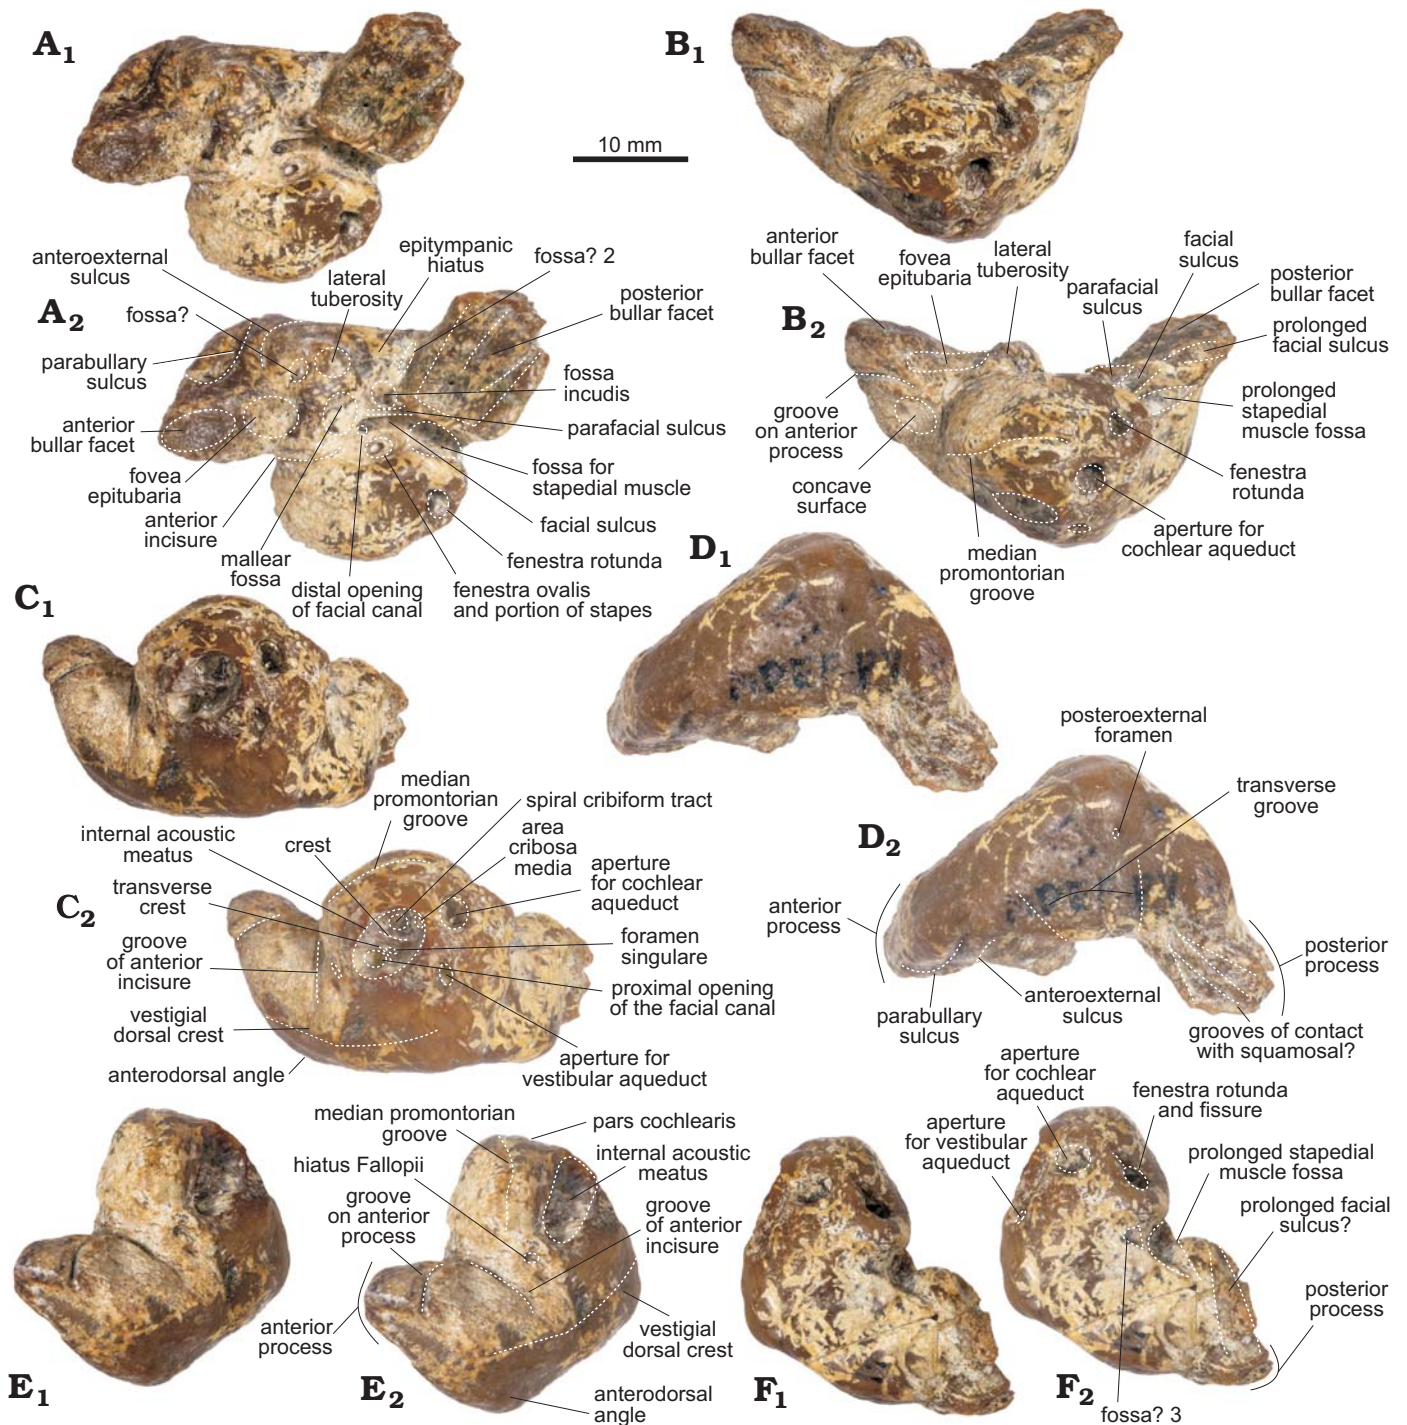 A1
B1
10 mm
anteroexternal
sulcus
fossa?
lateral
tuberosity
epitympanic
hiatus
fossa? 2
posterior
bullar facet
A2
parabullary
sulcus
anterior
bullar facet
fovea
epitubaria
anterior
incisure
mallear
fossa
distal opening
of facial canal
fenestra ovalis
and portion of stapes
fenestra rotunda
facial sulcus
fossa for
stapedial muscle
parafacial sulcus
fossa
incudis
anterior
bullar facet
fovea
epitubaria
lateral
tuberosity
parafacial
sulcus
facial
sulcus
posterior
bullar facet
B2
prolonged
facial sulcus
prolonged
stapedial
muscle fossa
fenestra
rotunda
aperture for
cochlear aqueduct
median
promontorian
groove
concave
surface
groove
on anterior
process
C1
D1
median
promontorian
groove
spiral cribiform tract
internal acoustic
meatus
crest
area
cribosa
media
aperture
for cochlear
aqueduct
transverse
crest
C2
groove
of anterior
incisure
foramen
singulare
proximal opening
of the facial canal
vestigial
dorsal crest
anterodorsal angle
aperture for
vestibular aqueduct
posteroexternal
foramen
transverse
groove
D2
anterior
process
posterior
process
parabullary
sulcus
anteroexternal
sulcus
grooves of contact
with squamosal?
E1
median promontorian
groove
pars cochlearis
hiatus Fallopii
internal acoustic
meatus
groove
on anterior
process
groove
of anterior
incisure
anterior
process
vestigial
dorsal crest
E2
anterodorsal
angle
F1
aperture
for cochlear
aqueduct
fenestra rotunda
and fissure
aperture
for vestibular
aqueduct
prolonged stapedial
muscle fossa
prolonged facial
sulcus?
posterior
process
F2
fossa? 3